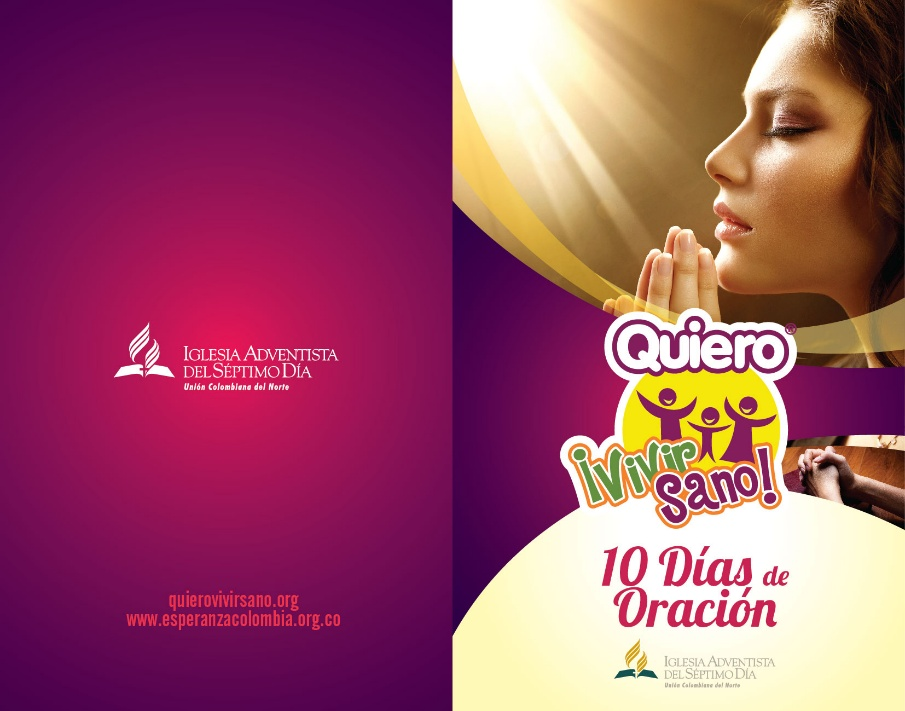 IGLESIA ADVENTISTA
DEL SÉPTIMO DÍA
Unión Colombiana del Norte
quierovivirsano.org
www.esperanzacolombia.org.co
Quiero®
¡Vivir
Sano!
10 Días de
Oración
IGLESIA ADVENTISTA
DEL SÉPTIMO DÍA
Unión Colombiana del Norte